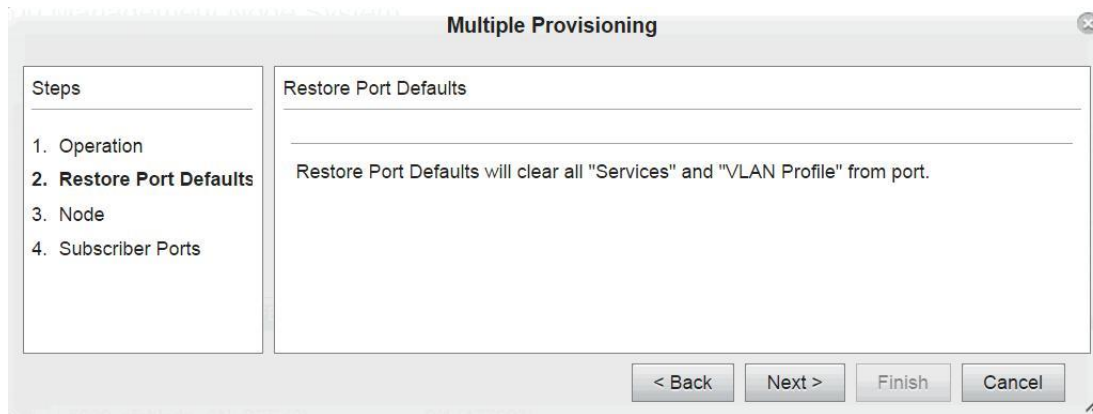 Multiple Provisioning
Steps
1. Operation
2. Restore Port Defaults
3. Node
4. Subscriber Ports
Restore Port Defaults
Restore Port Defaults will clear all "Services" and "VLAN Profile" from port.
< Back
Next >
Finish
Cancel